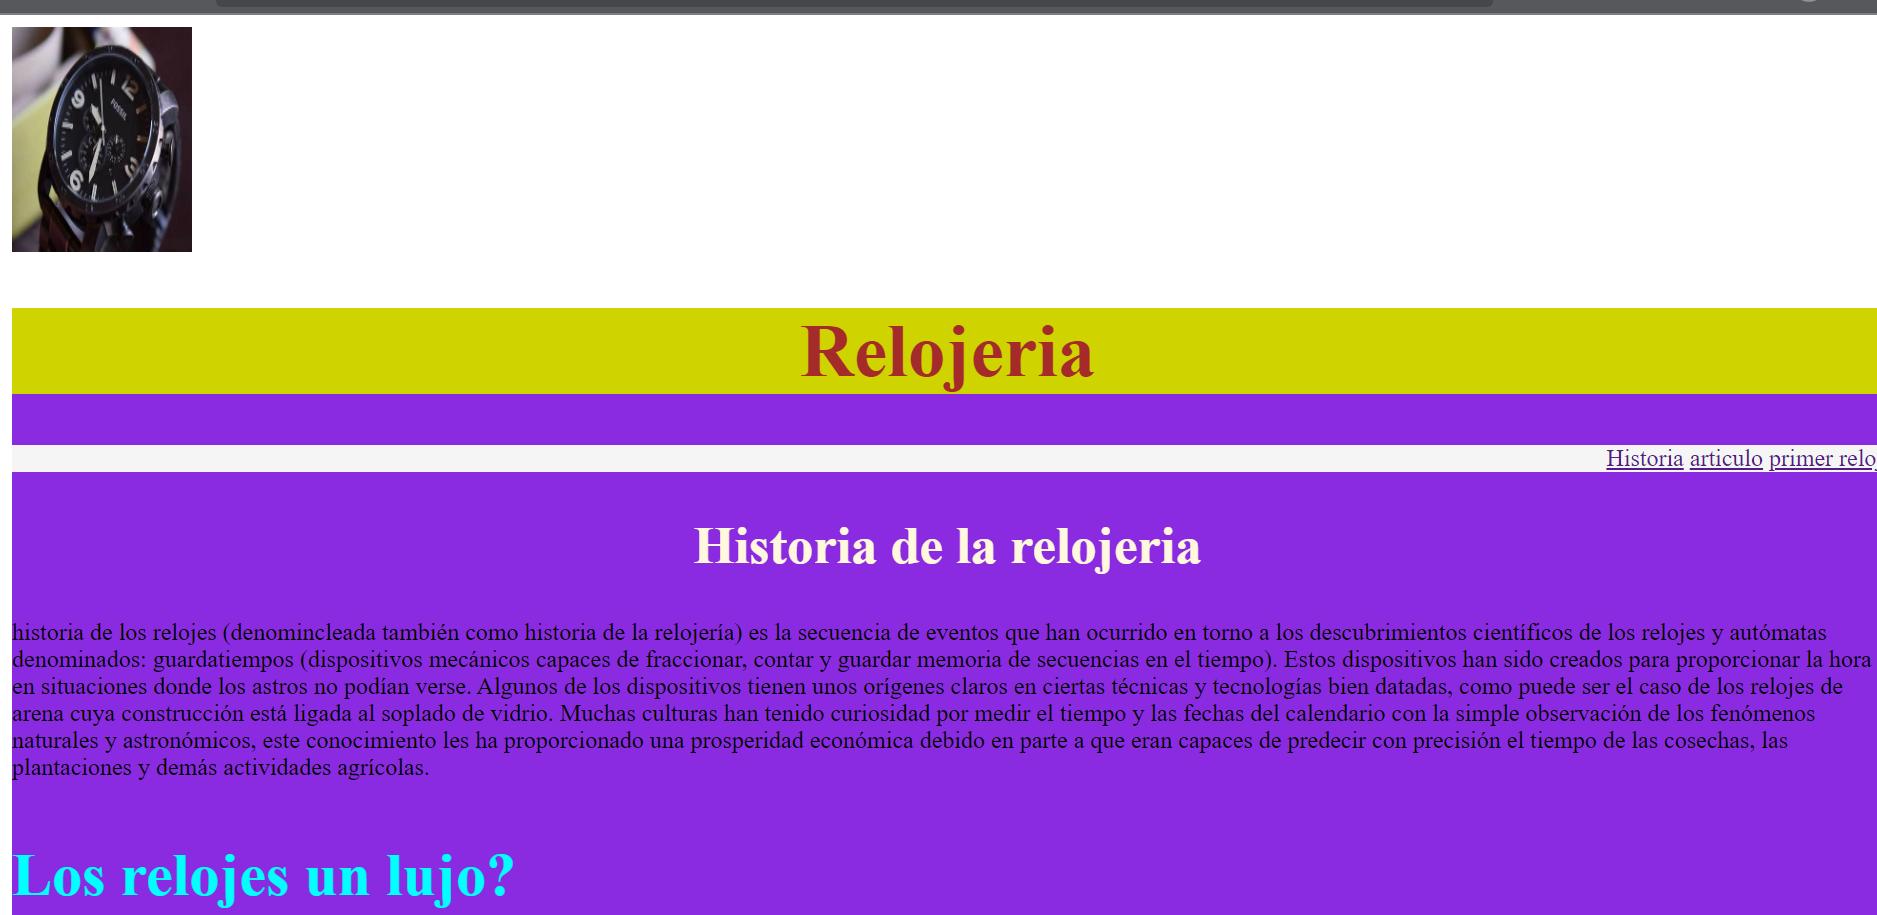 FOSSIL
12
9
6
Relojeria
Historia articulo primer reloj
Historia de la relojeria
historia de los relojes (denomincleada también como historia de la relojería) es la secuencia de eventos que han ocurrido en torno a los descubrimientos científicos de los relojes y autómatas
denominados: guardatiempos (dispositivos mecánicos capaces de fraccionar, contar y guardar memoria de secuencias en el tiempo). Estos dispositivos han sido creados para proporcionar la hora
en situaciones donde los astros no podían verse. Algunos de los dispositivos tienen unos orígenes claros en ciertas técnicas y tecnologías bien datadas, como puede ser el caso de los relojes de
arena cuya construcción está ligada al soplado de vidrio. Muchas culturas han tenido curiosidad por medir el tiempo y las fechas del calendario con la simple observación de los fenómenos
naturales y astronómicos, este conocimiento les ha proporcionado una prosperidad económica debido en parte a que eran capaces de predecir con precisión el tiempo de las cosechas, las
plantaciones y demás actividades agrícolas.
Los relojes un lujo?